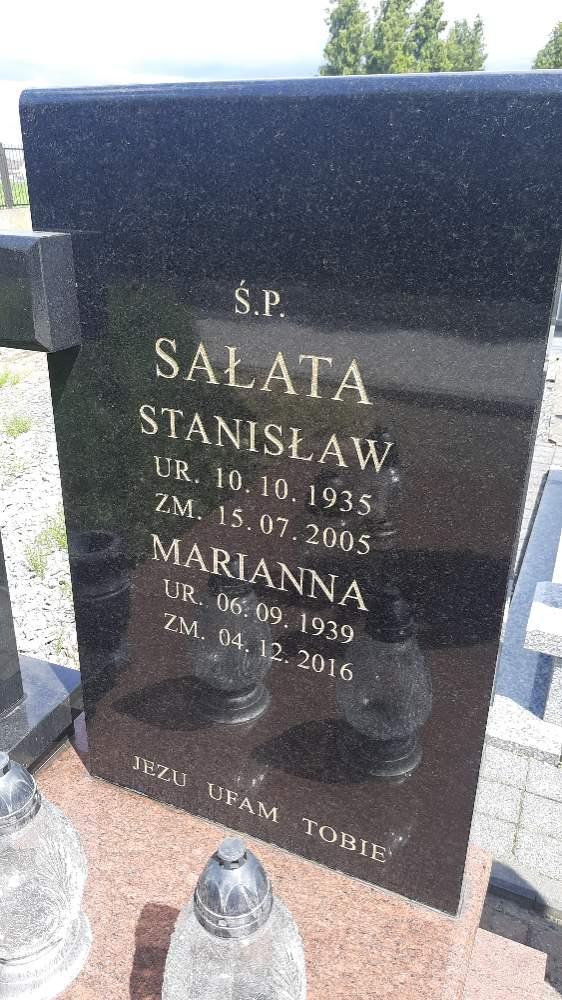 Ś.P.
SAŁATA
STANISŁAW
UR. 10.10.1935
ZM. 15.07.2005
MARIANNA
UR. 06.09.1939
ZM. 04.12.2016
JEZU UFAM TOBIE